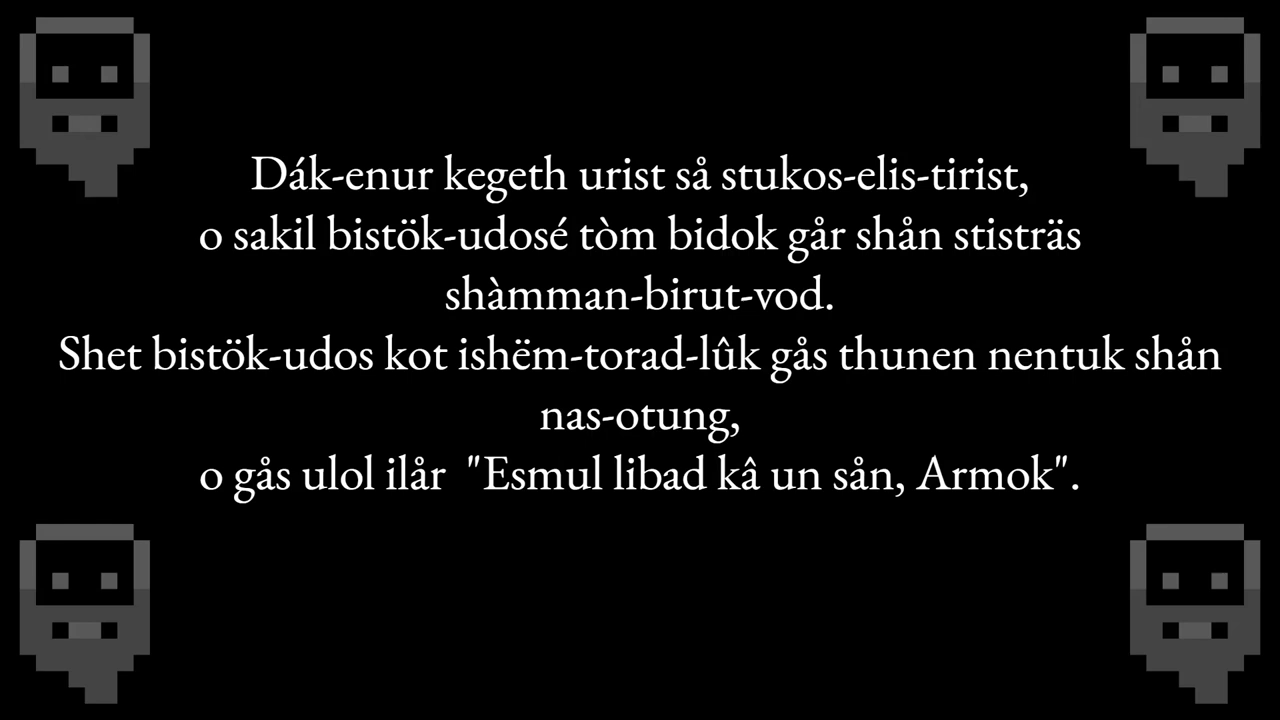 Dák-enur kegeth urist så stukos-elis-tirist,
o sakil bistök-udosé tòm bidok går shån stisträs
shàmman-birut-vod.
Shet bistök-udos kot ishëm-torad-lûk gås thunen nentuk shån
nas-otung,
o gås ulol ilår "Esmul libad kâ un sån, Armok".